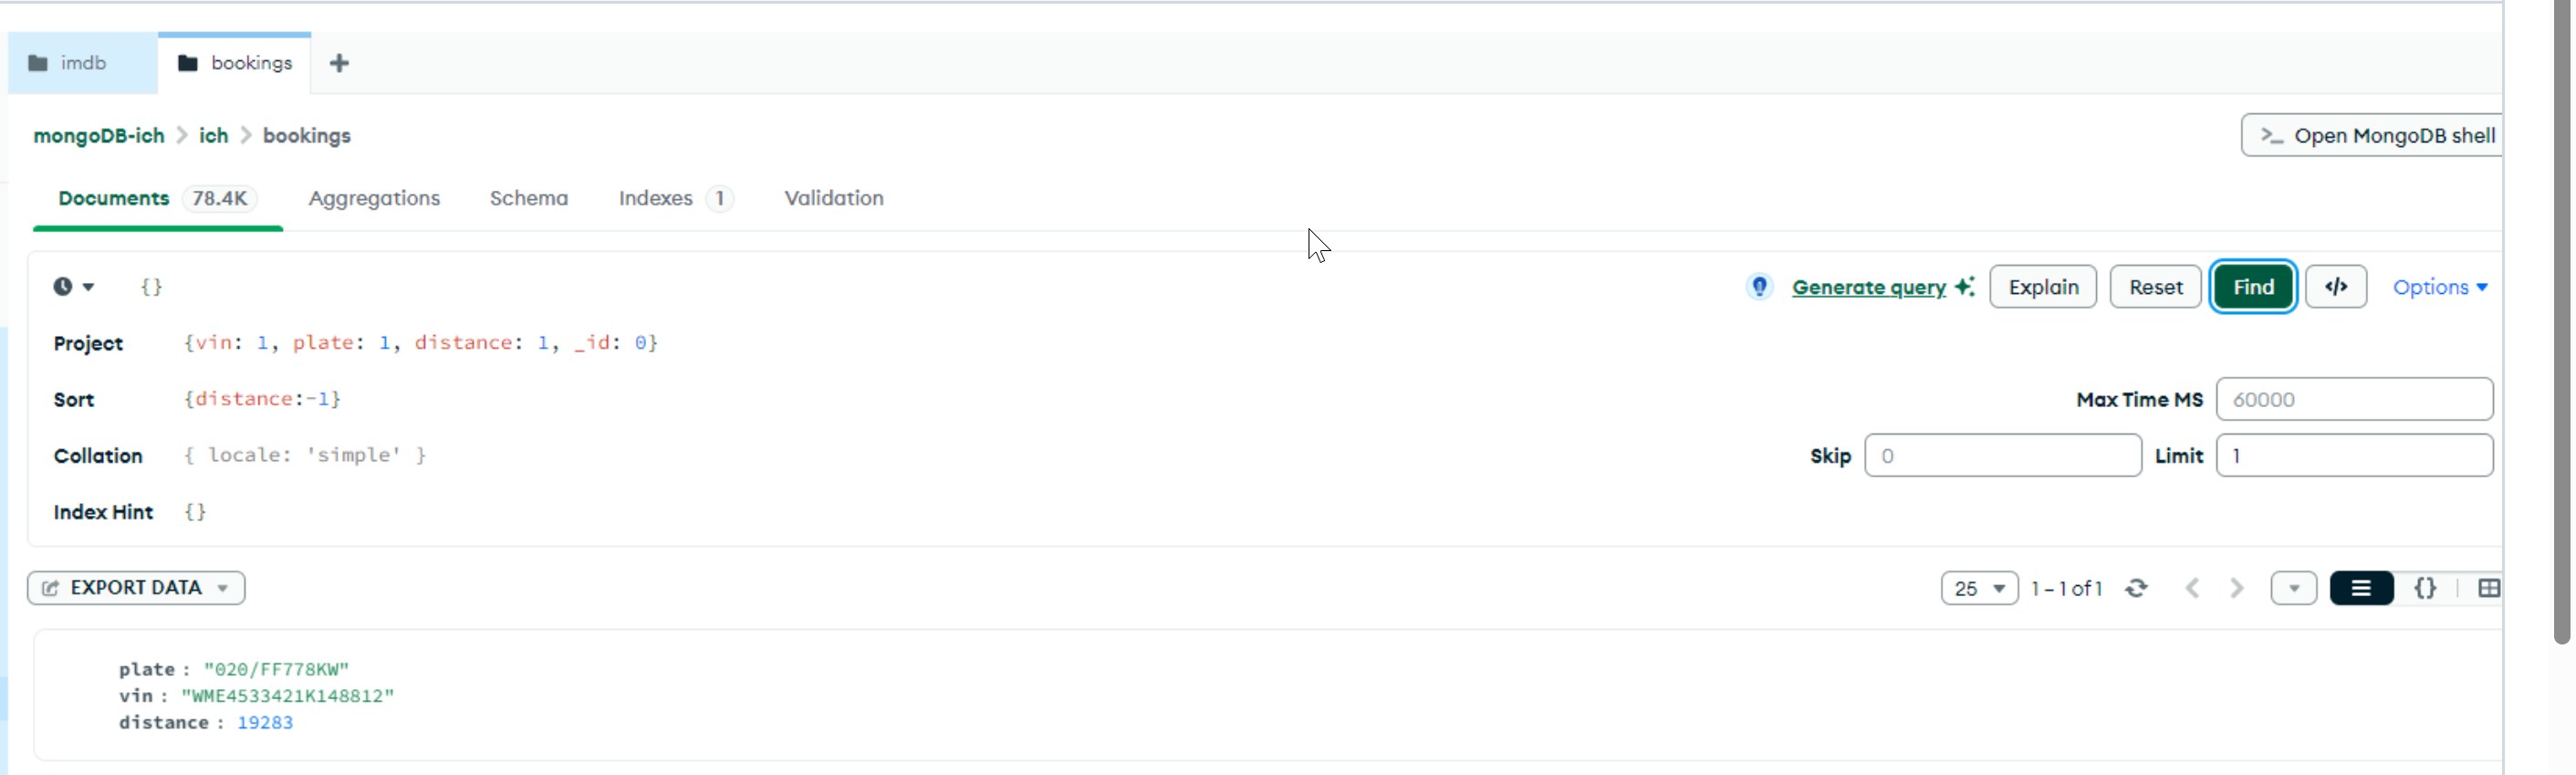 imdb bookings +
mongoDB-ich > ich > bookings
>_ Open MongoDB shell
Documents 78.4K Aggregations Schema Indexes 1 Validation
{} Generate query Explain Reset Find </> Options
Project {vin: 1, plate: 1, distance: 1, _id: 0}
Sort {distance:-1} Max Time MS 60000
Collation { locale: 'simple' } Skip 0 Limit 1
Index Hint {}
EXPORT DATA 25 1 – 1 of 1 {}
plate : "020/FF778KW"
vin : "WME4533421K148812"
distance : 19283